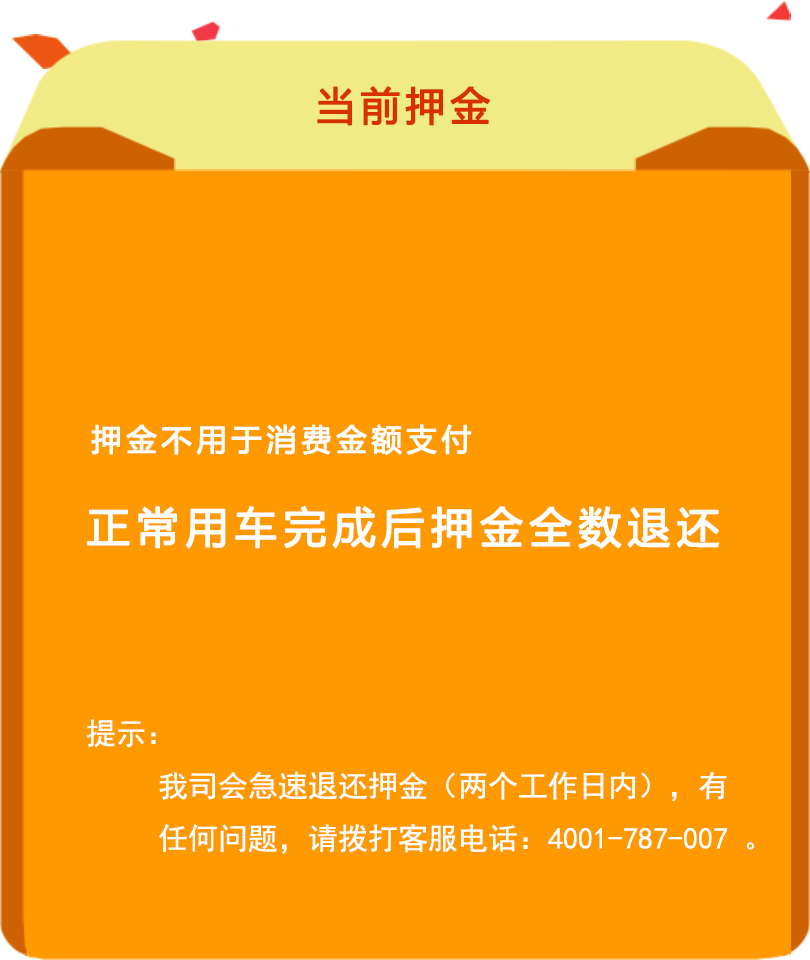 当前押金
押金不用于消费金额支付
正常用车完成后押金全数退还
提示：
我司会急速退还押金（两个工作日内），有
任何问题，请拨打客服电话：4001-787-007 。